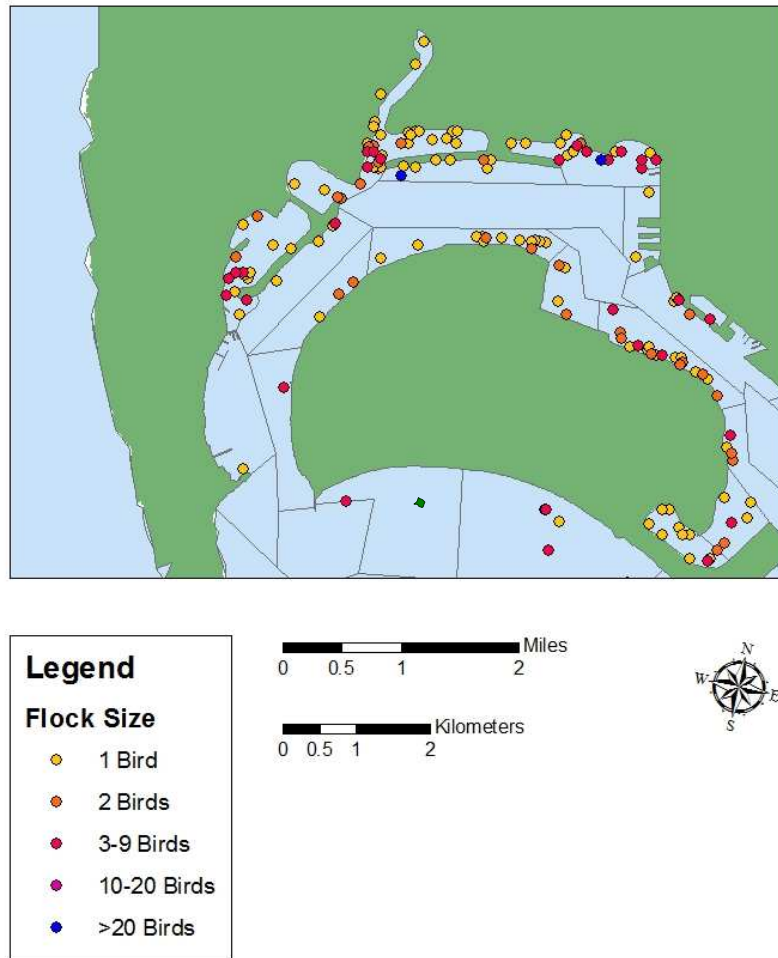 Legend
Flock Size
1 Bird
2 Birds
3-9 Birds
10-20 Birds
>20 Birds
Miles
0 0.5 1 2
Kilometers
0 0.5 1 2
N
W E
S